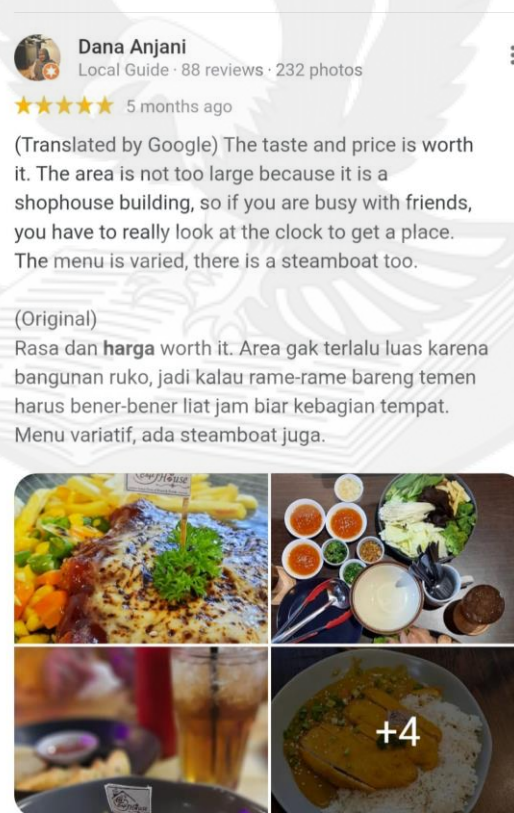 Dana Anjani
Local Guide · 88 reviews · 232 photos
5 months ago
(Translated by Google) The taste and price is worth
it. The area is not too large because it is a
shophouse building, so if you are busy with friends,
you have to really look at the clock to get a place.
The menu is varied, there is a steamboat too.
(Original)
Rasa dan harga worth it. Area gak terlalu luas karena
bangunan ruko, jadi kalau rame-rame bareng temen
harus bener-bener liat jam biar kebagian tempat.
Menu variatif, ada steamboat juga.
House
+4